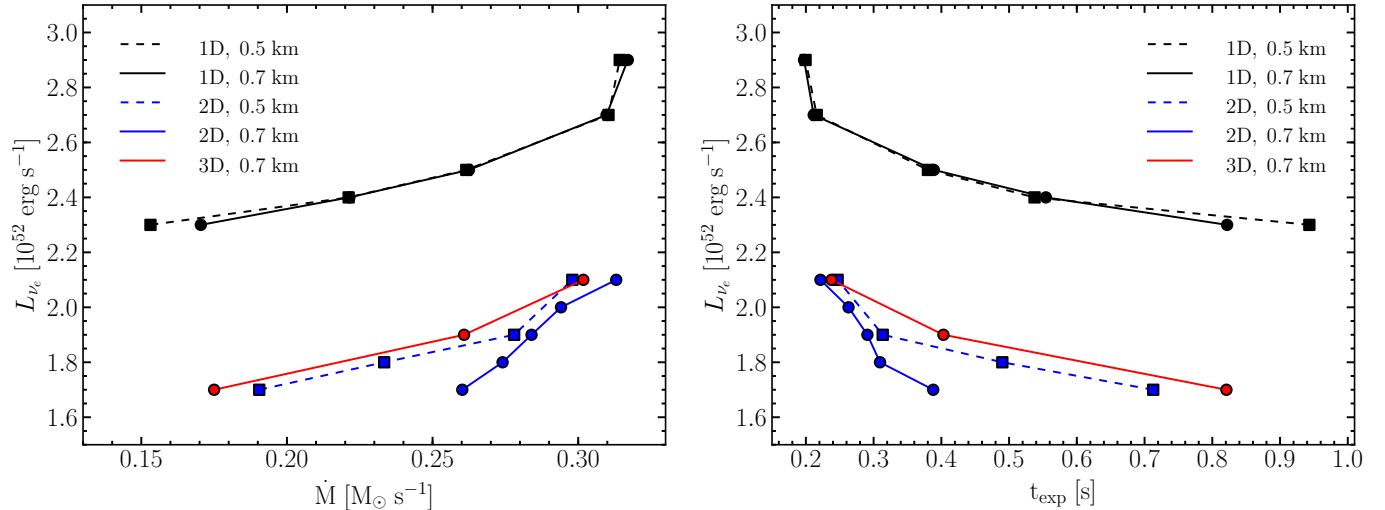 3.0
2.8
2.6
2.4
2.2
2.0
1.8
1.6
L_{ν_e} [10^{52} erg s^{−1}]
1D, 0.5 km
1D, 0.7 km
2D, 0.5 km
2D, 0.7 km
3D, 0.7 km
0.15 0.20 0.25 0.30
Ṁ [M_⊙ s^{−1}]
3.0
2.8
2.6
2.4
2.2
2.0
1.8
1.6
L_{ν_e} [10^{52} erg s^{−1}]
1D, 0.5 km
1D, 0.7 km
2D, 0.5 km
2D, 0.7 km
3D, 0.7 km
0.2 0.3 0.4 0.5 0.6 0.7 0.8 0.9 1.0
t_{exp} [s]